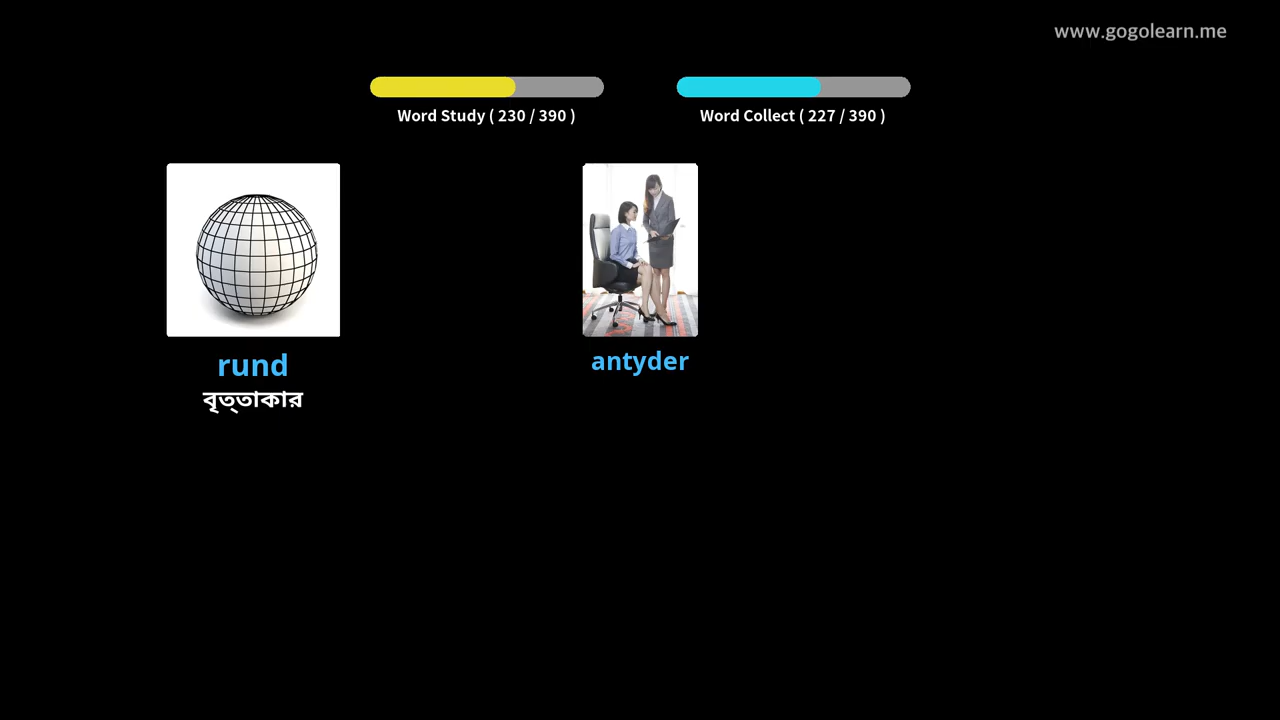 www.gogolearn.me
Word Study ( 230 / 390 )
Word Collect ( 227 / 390 )
rund
বৃত্তাকার
antyder